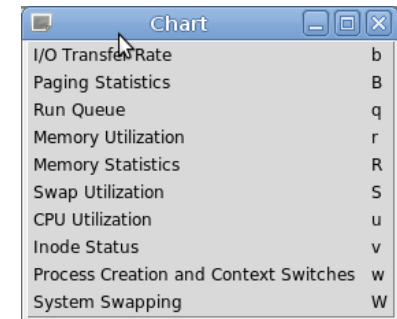 Chart
I/O Transfer Rate b
Paging Statistics B
Run Queue q
Memory Utilization r
Memory Statistics R
Swap Utilization S
CPU Utilization u
Inode Status v
Process Creation and Context Switches w
System Swapping W